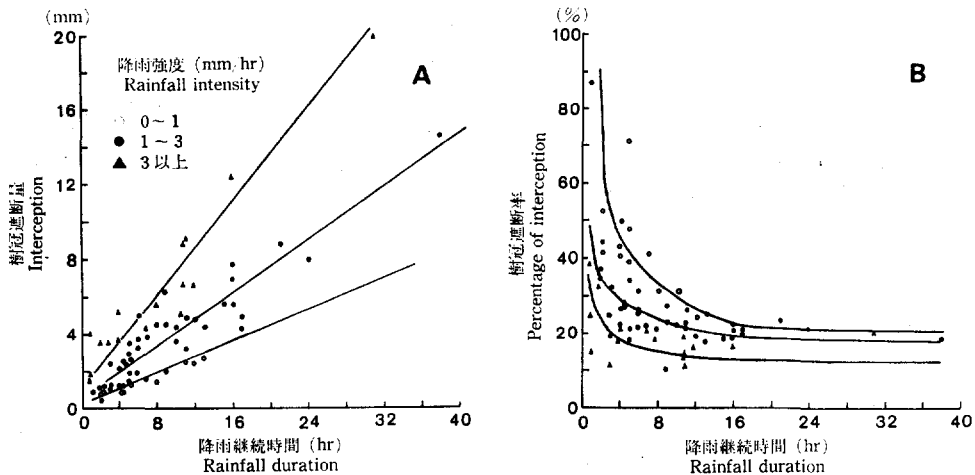 (mm)
20
16
12
8
4
0
降雨強度 (mm/hr)
Rainfall intensity
0~1
● 1~3
▲ 3以上
A
樹冠遮断量
Interception
8 16 24 32 40
降雨継続時間 (hr)
Rainfall duration
(%)
100
80
60
40
20
0
B
樹冠遮断率
Percentage of interception
8 16 24 32 40
降雨継続時間 (hr)
Rainfall duration